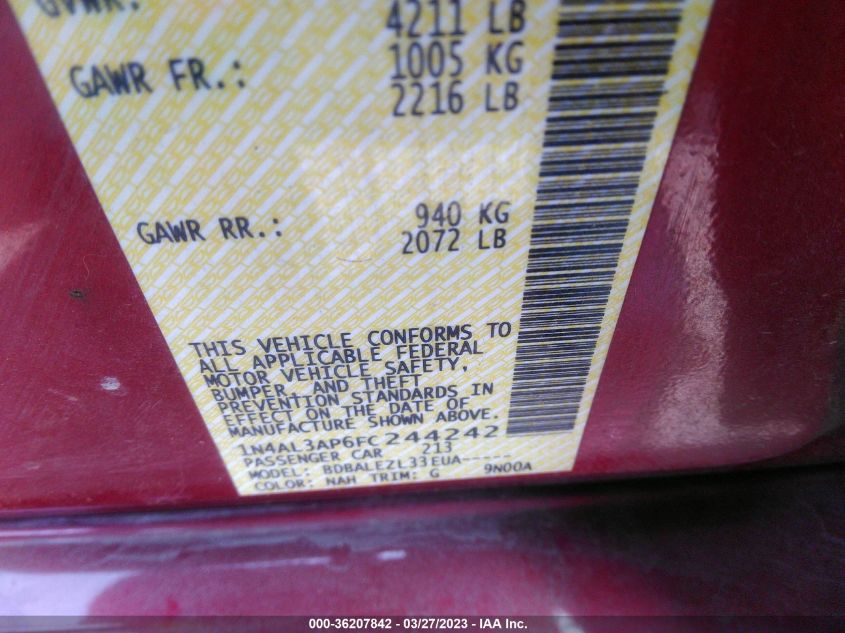 GVWR:
4211 LB
GAWR FR.: 1005 KG
2216 LB
GAWR RR.: 940 KG
2072 LB
THIS VEHICLE CONFORMS TO
ALL APPLICABLE FEDERAL
MOTOR VEHICLE SAFETY,
BUMPER, AND THEFT
PREVENTION STANDARDS IN
EFFECT ON THE DATE OF
MANUFACTURE SHOWN ABOVE.
1N4AL3AP6FC244242
PASSENGER CAR 213
MODEL: BDBALEZL33EUA-----
COLOR: NAH TRIM: G 9N00A
000-36207842 - 03/27/2023 - IAA Inc.